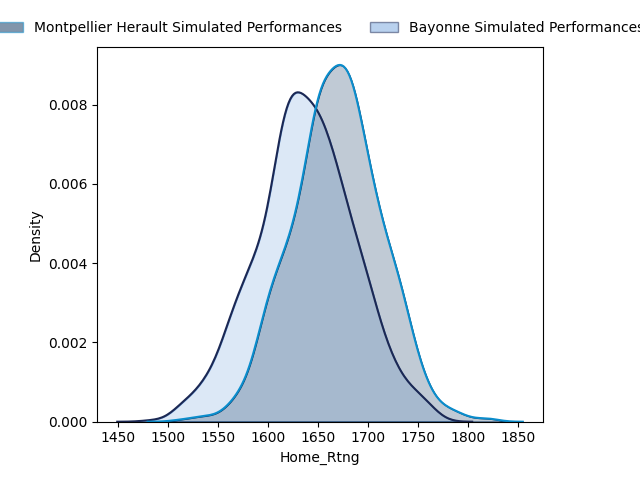 Montpellier Herault Simulated Performances Bayonne Simulated Performances
0.008
0.006
0.004
0.002
0.000
Density
1450 1500 1550 1600 1650 1700 1750 1800 1850
Home_Rtng